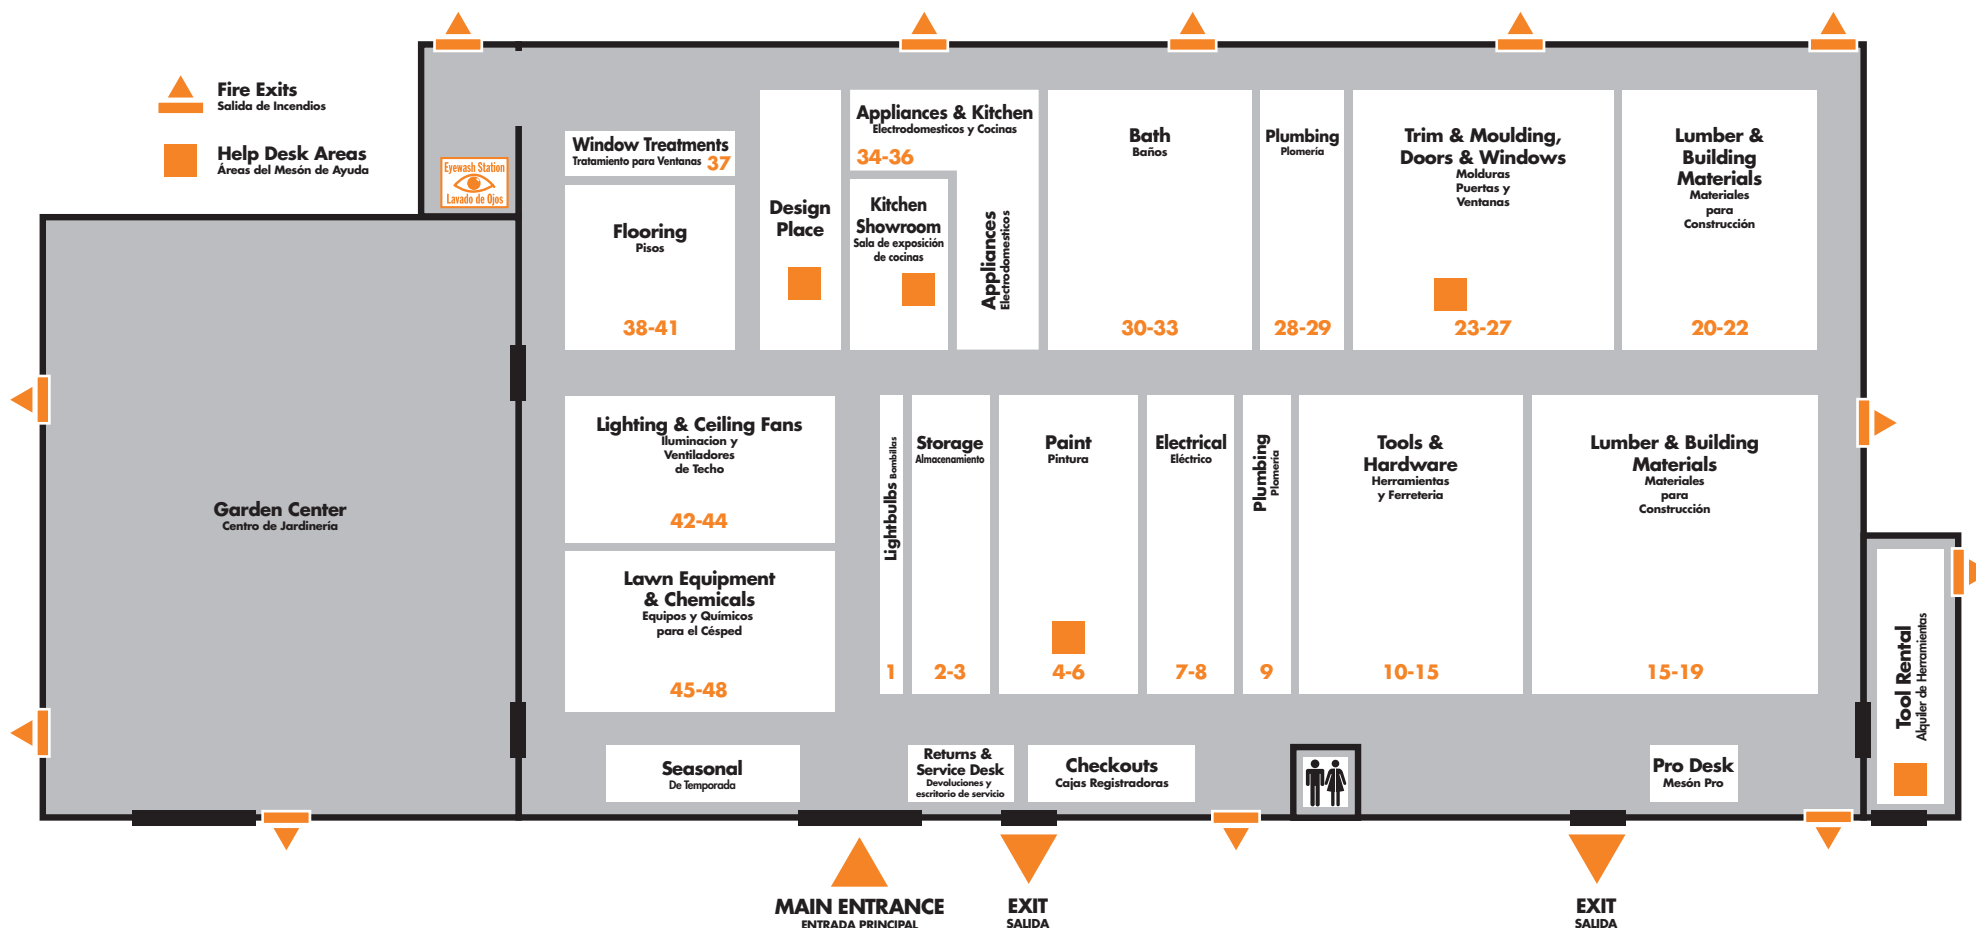 Fire Exits
Salida de Incendios
Help Desk Areas
Áreas del Mesón de Ayuda
Eyewash Station
Lavado de Ojos
Window Treatments
Tratamiento para Ventanas 37
Flooring
Pisos
38-41
Design
Place
Appliances & Kitchen
Electrodomesticos y Cocinas
34-36
Kitchen
Showroom
Sala de exposición
de cocinas
Appliances
Electrodomesticos
Bath
Baños
30-33
Plumbing
Plomería
28-29
Trim & Moulding,
Doors & Windows
Molduras
Puertas y
Ventanas
23-27
Lumber &
Building
Materials
Materiales
para
Construcción
20-22
Garden Center
Centro de Jardinería
Lighting & Ceiling Fans
Iluminacion y
Ventiladores
de Techo
42-44
Lawn Equipment
& Chemicals
Equipos y Químicos
para el Césped
45-48
Lightbulbs Bombillas
1
Storage
Almacenamiento
2-3
Paint
Pintura
4-6
Electrical
Eléctrico
7-8
Plumbing
Plomería
9
Tools &
Hardware
Herramientas
y Ferreteria
10-15
Lumber & Building
Materials
Materiales
para
Construcción
15-19
Tool Rental
Alquiler de Herramientas
Seasonal
De Temporada
Returns &
Service Desk
Devoluciones y
escritorio de servicio
Checkouts
Cajas Registradoras
Pro Desk
Mesón Pro
MAIN ENTRANCE
ENTRADA PRINCIPAL
EXIT
SALIDA
EXIT
SALIDA